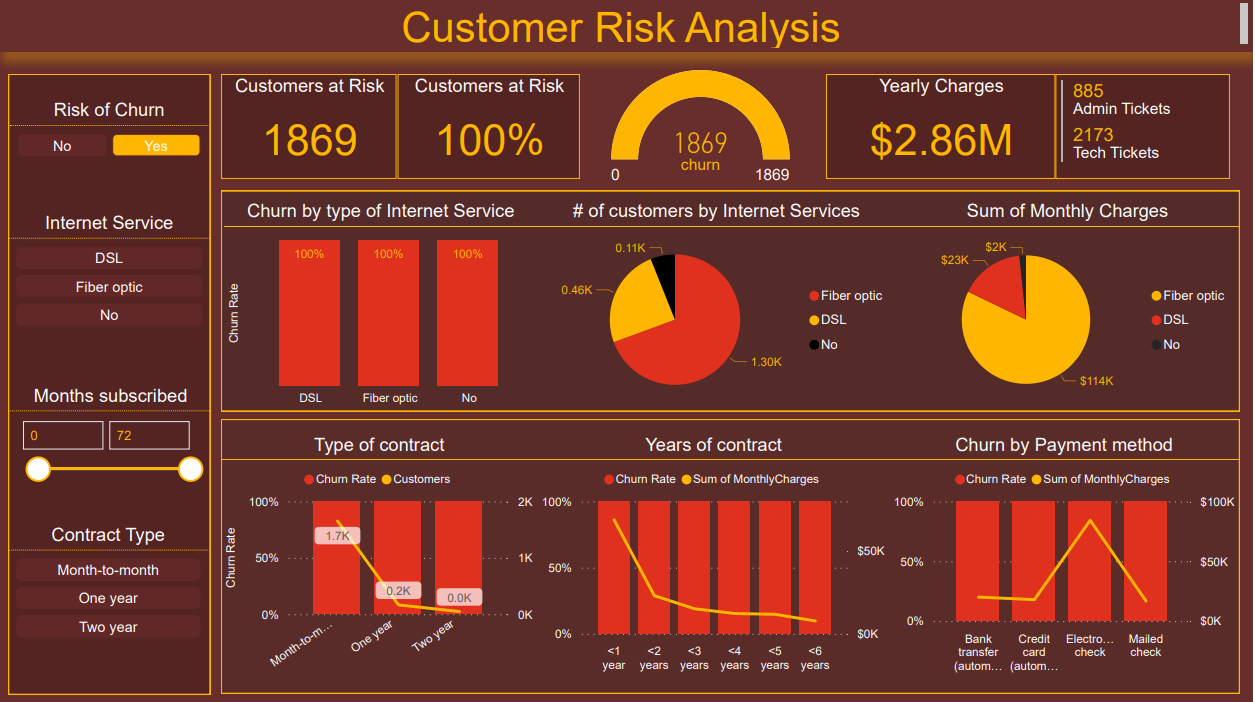 Customer Risk Analysis
Risk of Churn
No
Yes
Internet Service
DSL
Fiber optic
No
Months subscribed
0
72
Contract Type
Month-to-month
One year
Two year
Customers at Risk
1869
Customers at Risk
100%
1869
churn
0
1869
Yearly Charges
$2.86M
885
Admin Tickets
2173
Tech Tickets
Churn by type of Internet Service
Churn Rate
100%
100%
100%
DSL
Fiber optic
No
# of customers by Internet Services
0.11K
0.46K
1.30K
Fiber optic
DSL
No
Sum of Monthly Charges
$2K
$23K
$114K
Fiber optic
DSL
No
Type of contract
Churn Rate
Customers
Churn Rate
100%
50%
0%
2K
1K
0K
1.7K
0.2K
0.0K
Month-to-m…
One year
Two year
Years of contract
Churn Rate
Sum of MonthlyCharges
100%
50%
0%
$50K
$0K
<1
year
<2
years
<3
years
<4
years
<5
years
<6
years
Churn by Payment method
Churn Rate
Sum of MonthlyCharges
100%
50%
0%
$100K
$50K
$0K
Bank
transfer
(autom…
Credit
card
(autom…
Electro…
check
Mailed
check